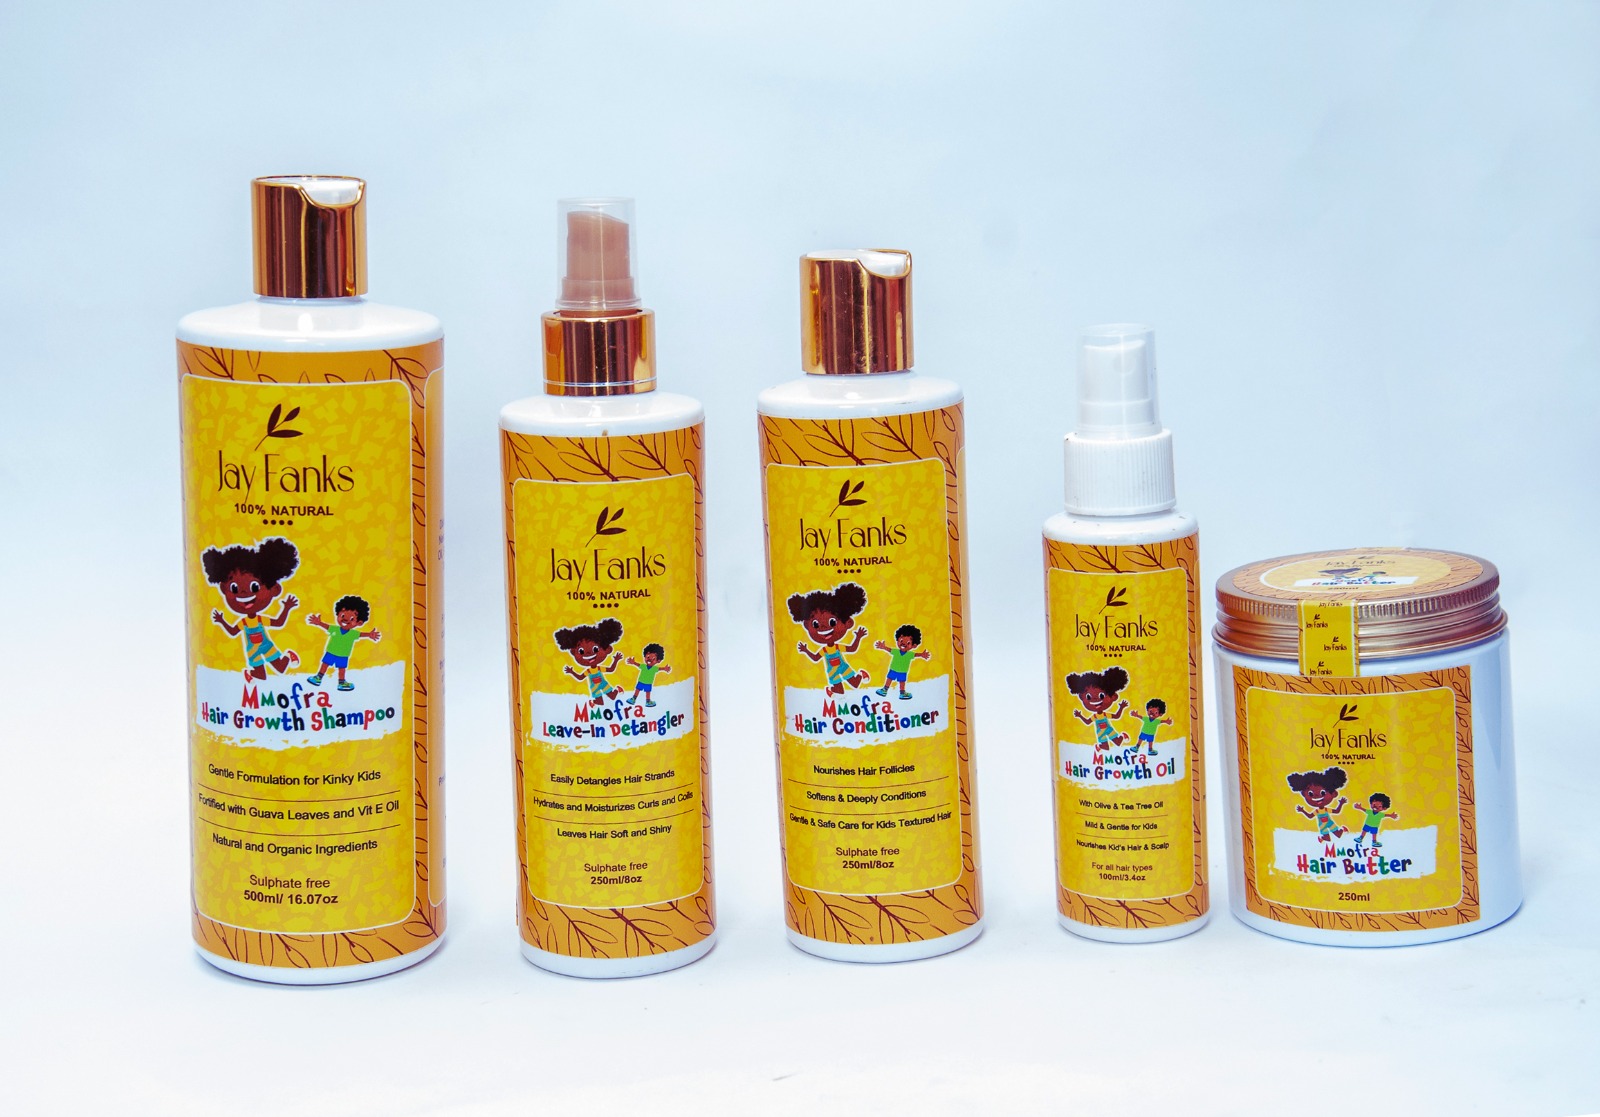 Jay Fanks
100% NATURAL
Mmofra
Hair Growth Shampoo
Gentle Formulation for Kinky Kids
Fortified with Guava Leaves and Vit E Oil
Natural and Organic Ingredients
Sulphate free
500ml/ 16.07oz
Jay Fanks
100% NATURAL
Mmofra
Leave-In Detangler
Easily Detangles Hair Strands
Hydrates and Moisturizes Curls and Coils
Leaves Hair Soft and Shiny
Sulphate free
250ml/8oz
Jay Fanks
100% NATURAL
Mmofra
Hair Conditioner
Nourishes Hair Follicles
Softens & Deeply Conditions
Gentle & Safe Care for Kids Textured Hair
Sulphate free
250ml/8oz
Jay Fanks
100% NATURAL
Mmofra
Hair Growth Oil
With Olive & Tea Tree Oil
Mild & Gentle for Kids
Nourishes Kid's Hair & Scalp
For all hair types
100ml/3.4oz
Jay Fanks
Hair Butter
Jay Fanks
Jay Fanks
Jay Fanks
Jay Fanks
100% NATURAL
Mmofra
Hair Butter
250ml